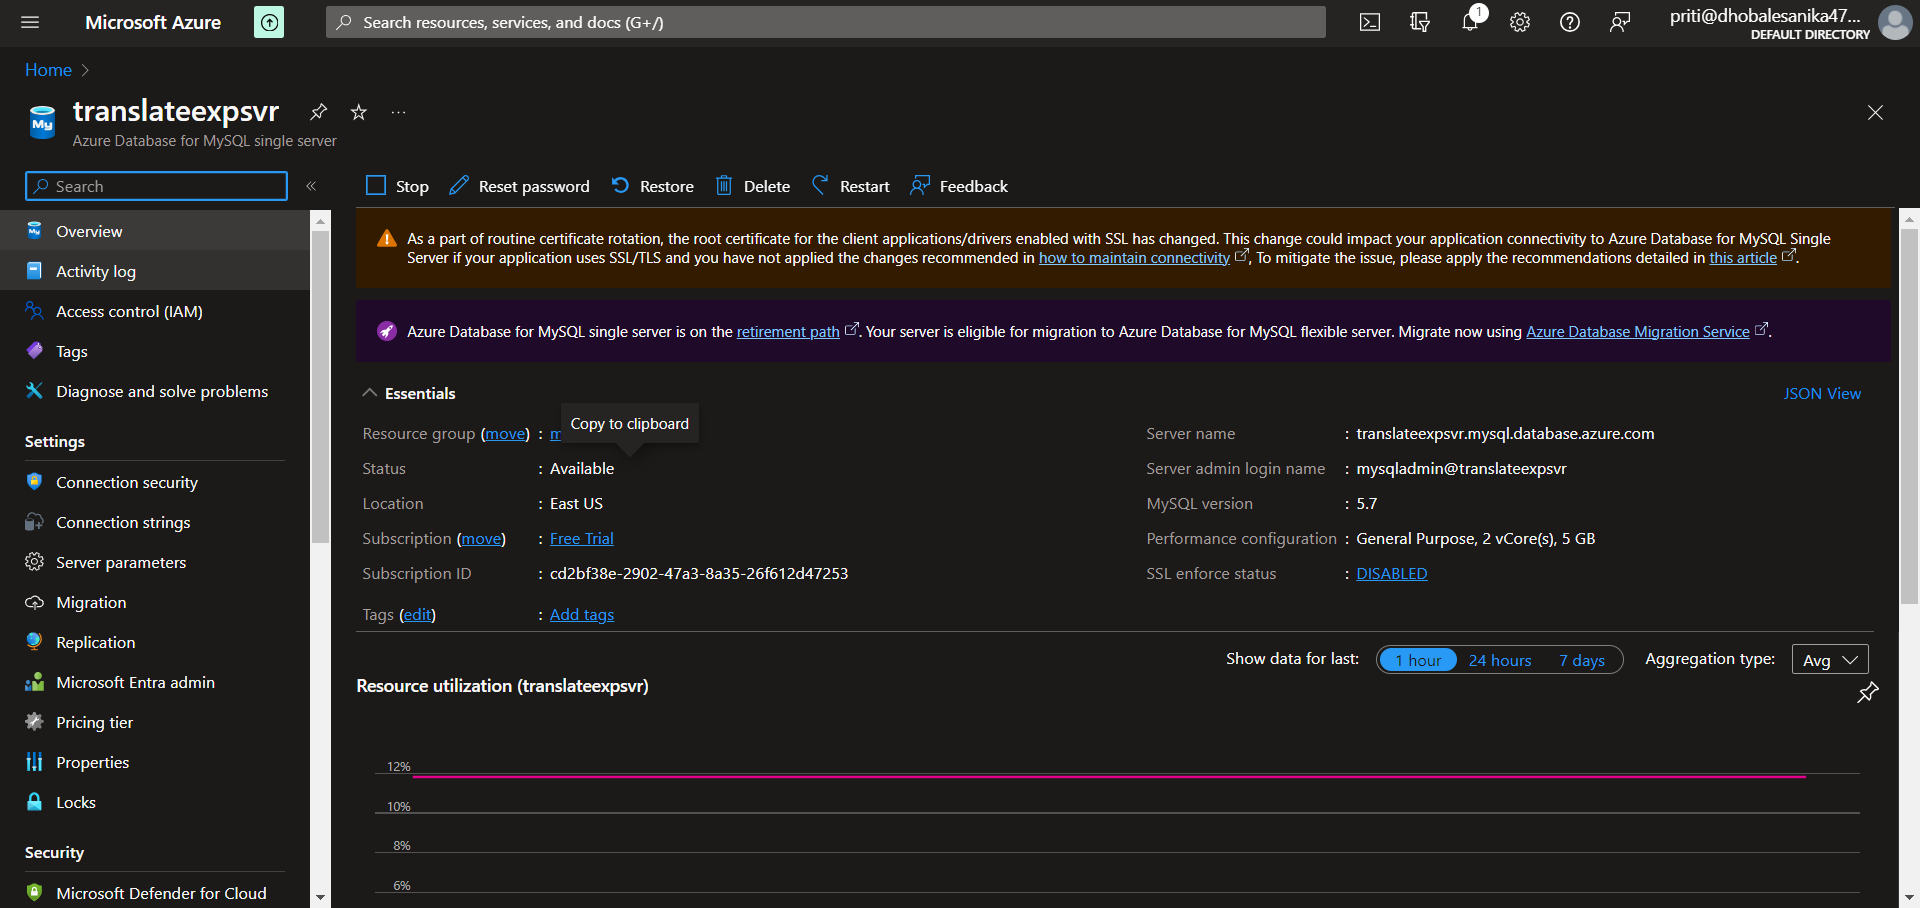 Microsoft Azure
Search resources, services, and docs (G+/)
1
priti@dhobalesanika47...
DEFAULT DIRECTORY
Home
translateexpsvr
Azure Database for MySQL single server
Search
Overview
Activity log
Access control (IAM)
Tags
Diagnose and solve problems
Settings
Connection security
Connection strings
Server parameters
Migration
Replication
Microsoft Entra admin
Pricing tier
Properties
Locks
Security
Microsoft Defender for Cloud
Stop
Reset password
Restore
Delete
Restart
Feedback
As a part of routine certificate rotation, the root certificate for the client applications/drivers enabled with SSL has changed. This change could impact your application connectivity to Azure Database for MySQL Single
Server if your application uses SSL/TLS and you have not applied the changes recommended in how to maintain connectivity, To mitigate the issue, please apply the recommendations detailed in this article.
Azure Database for MySQL single server is on the retirement path. Your server is eligible for migration to Azure Database for MySQL flexible server. Migrate now using Azure Database Migration Service.
Essentials
JSON View
Copy to clipboard
Resource group (move) :
Status : Available
Location : East US
Subscription (move) : Free Trial
Subscription ID : cd2bf38e-2902-47a3-8a35-26f612d47253
Tags (edit) : Add tags
Server name : translateexpsvr.mysql.database.azure.com
Server admin login name : mysqladmin@translateexpsvr
MySQL version : 5.7
Performance configuration : General Purpose, 2 vCore(s), 5 GB
SSL enforce status : DISABLED
Show data for last: 1 hour 24 hours 7 days Aggregation type: Avg
Resource utilization (translateexpsvr)
12%
10%
8%
6%